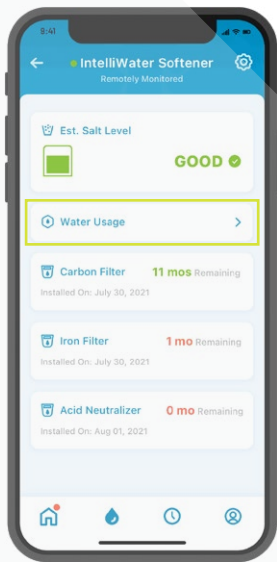 9:41
IntelliWater Softener
Remotely Monitored
Est. Salt Level
GOOD
Water Usage
Carbon Filter 11 mos Remaining
Installed On: July 30, 2021
Iron Filter 1 mo Remaining
Installed On: July 30, 2021
Acid Neutralizer 0 mo Remaining
Installed On: Aug 01, 2021